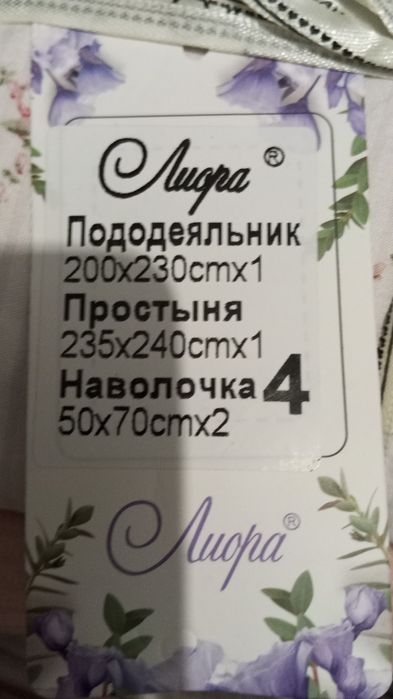 Лиора ®
Пододеяльник
200x230cmx1
Простыня
235x240cmx1
Наволочка 4
50x70cmx2
Лиора ®